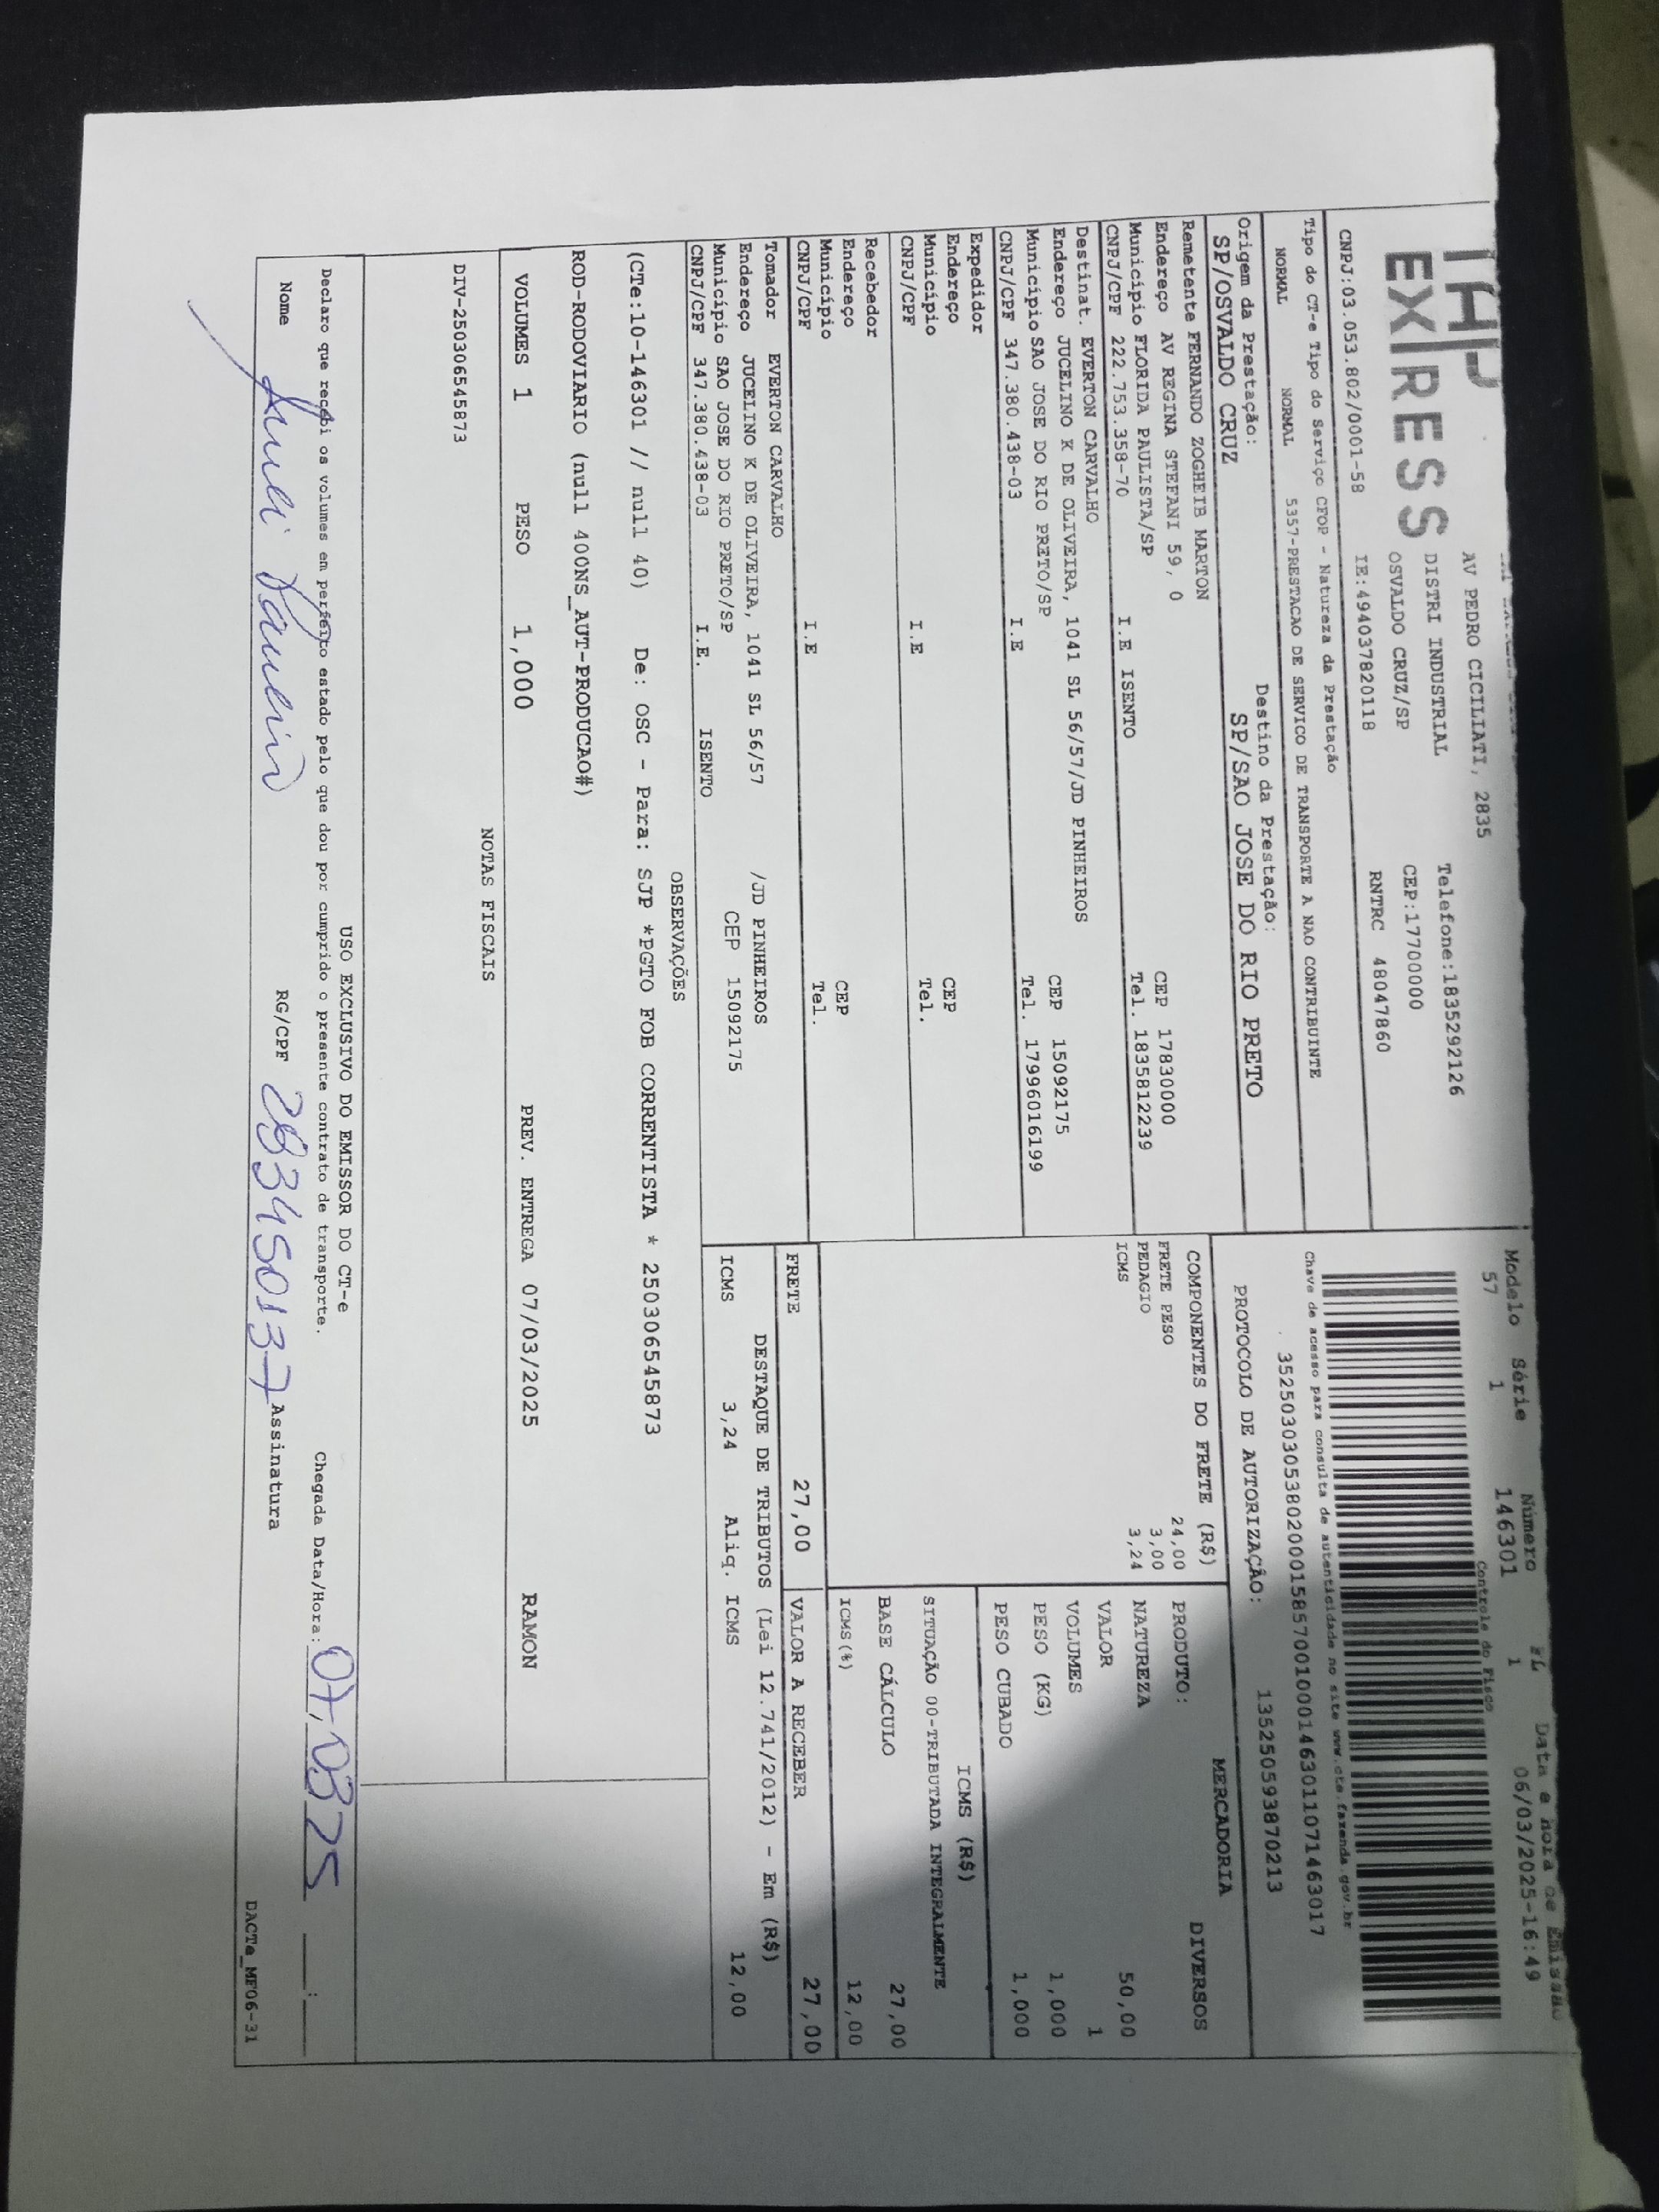 THP
EXPRESS
AV PEDRO CICILIATI, 2835
DISTRI INDUSTRIAL
Telefone:1835292126
OSVALDO CRUZ/SP
CEP:17700000
CNPJ:03.053.802/0001-58
IE:494037820118
RNTRC 48047860
Modelo Série Número FL Data e hora de Emissão
57 1 146301 1 06/03/2025-16:49
Controle do Fisco
Tipo do CT-e Tipo do Serviço CFOP - Natureza da Prestação
NORMAL NORMAL 5357-PRESTACAO DE SERVICO DE TRANSPORTE A NAO CONTRIBUINTE
Chave de acesso para consulta de autenticidade no site www.cte.fazenda.gov.br
35250303053802000158570010001463011071463017
Origem da Prestação:
SP/OSVALDO CRUZ
Destino da Prestação:
SP/SAO JOSE DO RIO PRETO
PROTOCOLO DE AUTORIZAÇÃO: 135250593870213
Remetente FERNANDO ZOGHEIB MARTON
Endereço AV REGINA STEFANI 59, 0 CEP 17830000
Município FLORIDA PAULISTA/SP Tel. 1835812239
CNPJ/CPF 222.753.358-70 I.E ISENTO
Destinat. EVERTON CARVALHO
Endereço JUCELINO K DE OLIVEIRA, 1041 SL 56/57/JD PINHEIROS CEP 15092175
Município SAO JOSE DO RIO PRETO/SP Tel. 17996016199
CNPJ/CPF 347.380.438-03 I.E
Expedidor
Endereço CEP
Município Tel.
CNPJ/CPF I.E
Recebedor
Endereço CEP
Município Tel.
CNPJ/CPF I.E
Tomador EVERTON CARVALHO
Endereço JUCELINO K DE OLIVEIRA, 1041 SL 56/57 /JD PINHEIROS
Município SAO JOSE DO RIO PRETO/SP CEP 15092175
CNPJ/CPF 347.380.438-03 I.E. ISENTO
COMPONENTES DO FRETE (R$)
FRETE PESO 24,00
PEDAGIO 3,00
ICMS 3,24
MERCADORIA
PRODUTO: DIVERSOS
NATUREZA
VALOR 50,00
VOLUMES 1
PESO (KG) 1,000
PESO CUBADO 1,000
ICMS (R$)
SITUAÇÃO 00-TRIBUTADA INTEGRALMENTE
BASE CÁLCULO 27,00
ICMS(%) 12,00
FRETE 27,00 VALOR A RECEBER 27,00
DESTAQUE DE TRIBUTOS (Lei 12.741/2012) - Em (R$)
ICMS 3,24 Aliq. ICMS 12,00
OBSERVAÇÕES
(CTe:10-146301 // null 40) De: OSC - Para: SJP *PGTO FOB CORRENTISTA * 25030654587​3
ROD-RODOVIARIO (null 400NS_AUT-PRODUCAO#)
VOLUMES 1 PESO 1,000 PREV. ENTREGA 07/03/2025 RAMON
NOTAS FISCAIS
DIV-250306545873
USO EXCLUSIVO DO EMISSOR DO CT-e
Declaro que recebi os volumes em perfeito estado pelo que dou por cumprido o presente contrato de transporte. Chegada Data/Hora: 07,0325 ___:___
Nome RG/CPF 283450137 Assinatura
DACTe_MF06-31